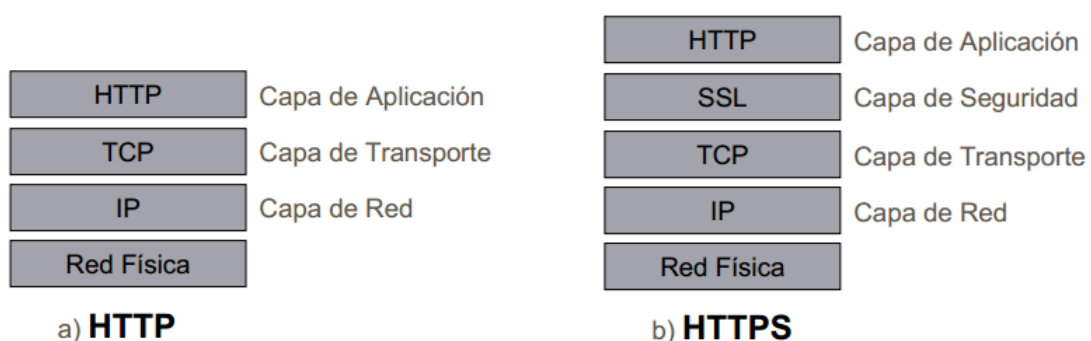 HTTP Capa de Aplicación
TCP Capa de Transporte
IP Capa de Red
Red Física
a) HTTP
HTTP Capa de Aplicación
SSL Capa de Seguridad
TCP Capa de Transporte
IP Capa de Red
Red Física
b) HTTPS